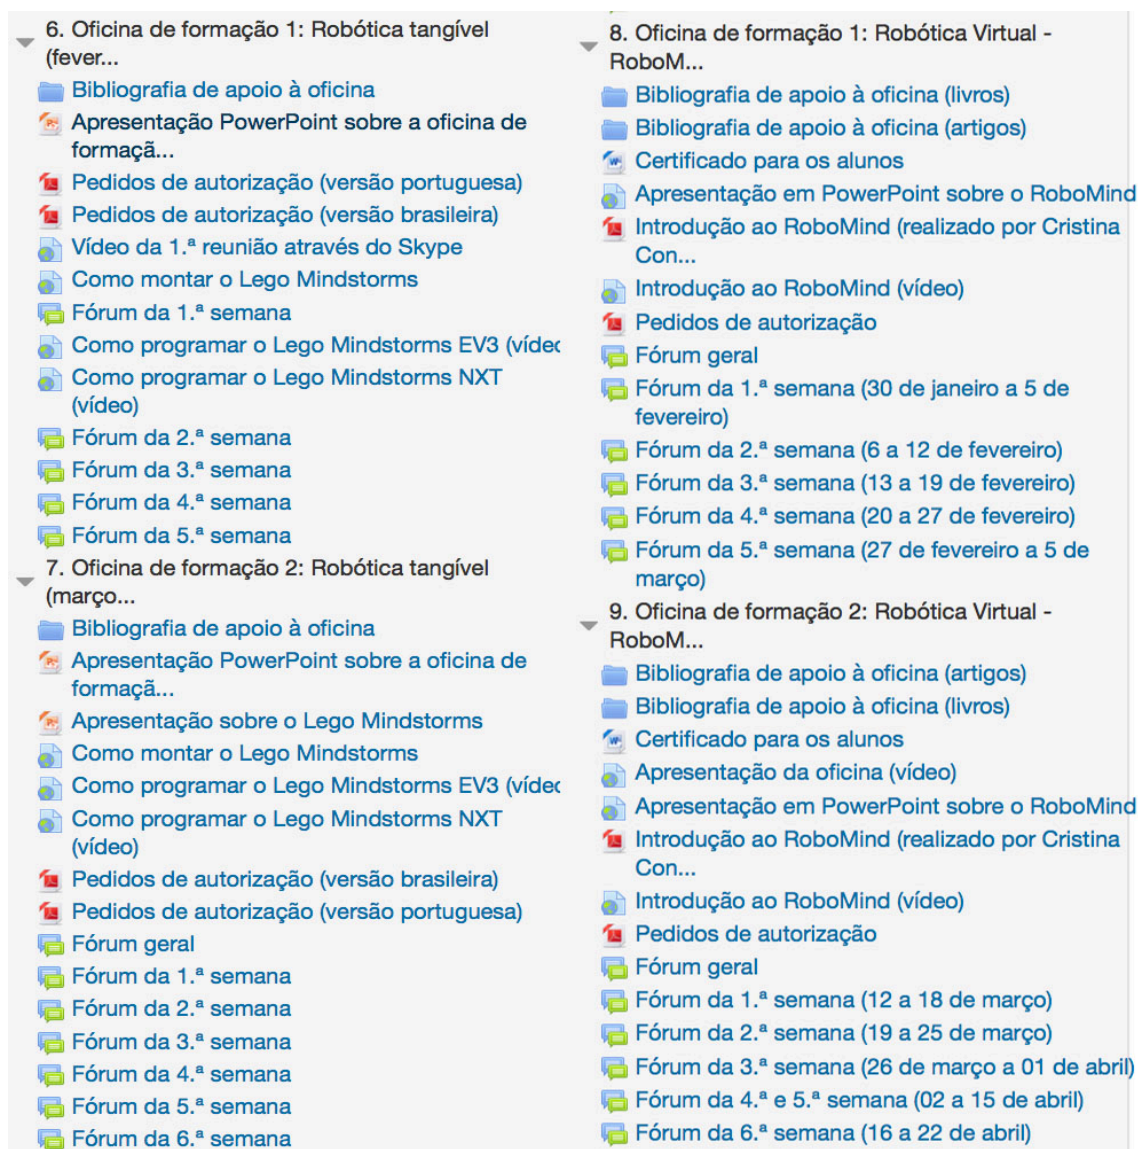 6. Oficina de formação 1: Robótica tangível
(fever...
Bibliografia de apoio à oficina
Apresentação PowerPoint sobre a oficina de
formaçã...
Pedidos de autorização (versão portuguesa)
Pedidos de autorização (versão brasileira)
Vídeo da 1.ª reunião através do Skype
Como montar o Lego Mindstorms
Fórum da 1.ª semana
Como programar o Lego Mindstorms EV3 (vídec
Como programar o Lego Mindstorms NXT
(vídeo)
Fórum da 2.ª semana
Fórum da 3.ª semana
Fórum da 4.ª semana
Fórum da 5.ª semana
7. Oficina de formação 2: Robótica tangível
(março...
Bibliografia de apoio à oficina
Apresentação PowerPoint sobre a oficina de
formaçã...
Apresentação sobre o Lego Mindstorms
Como montar o Lego Mindstorms
Como programar o Lego Mindstorms EV3 (vídec
Como programar o Lego Mindstorms NXT
(vídeo)
Pedidos de autorização (versão brasileira)
Pedidos de autorização (versão portuguesa)
Fórum geral
Fórum da 1.ª semana
Fórum da 2.ª semana
Fórum da 3.ª semana
Fórum da 4.ª semana
Fórum da 5.ª semana
Fórum da 6.ª semana
8. Oficina de formação 1: Robótica Virtual -
RoboM...
Bibliografia de apoio à oficina (livros)
Bibliografia de apoio à oficina (artigos)
Certificado para os alunos
Apresentação em PowerPoint sobre o RoboMind
Introdução ao RoboMind (realizado por Cristina
Con...
Introdução ao RoboMind (vídeo)
Pedidos de autorização
Fórum geral
Fórum da 1.ª semana (30 de janeiro a 5 de
fevereiro)
Fórum da 2.ª semana (6 a 12 de fevereiro)
Fórum da 3.ª semana (13 a 19 de fevereiro)
Fórum da 4.ª semana (20 a 27 de fevereiro)
Fórum da 5.ª semana (27 de fevereiro a 5 de
março)
9. Oficina de formação 2: Robótica Virtual -
RoboM...
Bibliografia de apoio à oficina (artigos)
Bibliografia de apoio à oficina (livros)
Certificado para os alunos
Apresentação da oficina (vídeo)
Apresentação em PowerPoint sobre o RoboMind
Introdução ao RoboMind (realizado por Cristina
Con...
Introdução ao RoboMind (vídeo)
Pedidos de autorização
Fórum geral
Fórum da 1.ª semana (12 a 18 de março)
Fórum da 2.ª semana (19 a 25 de março)
Fórum da 3.ª semana (26 de março a 01 de abril)
Fórum da 4.ª e 5.ª semana (02 a 15 de abril)
Fórum da 6.ª semana (16 a 22 de abril)